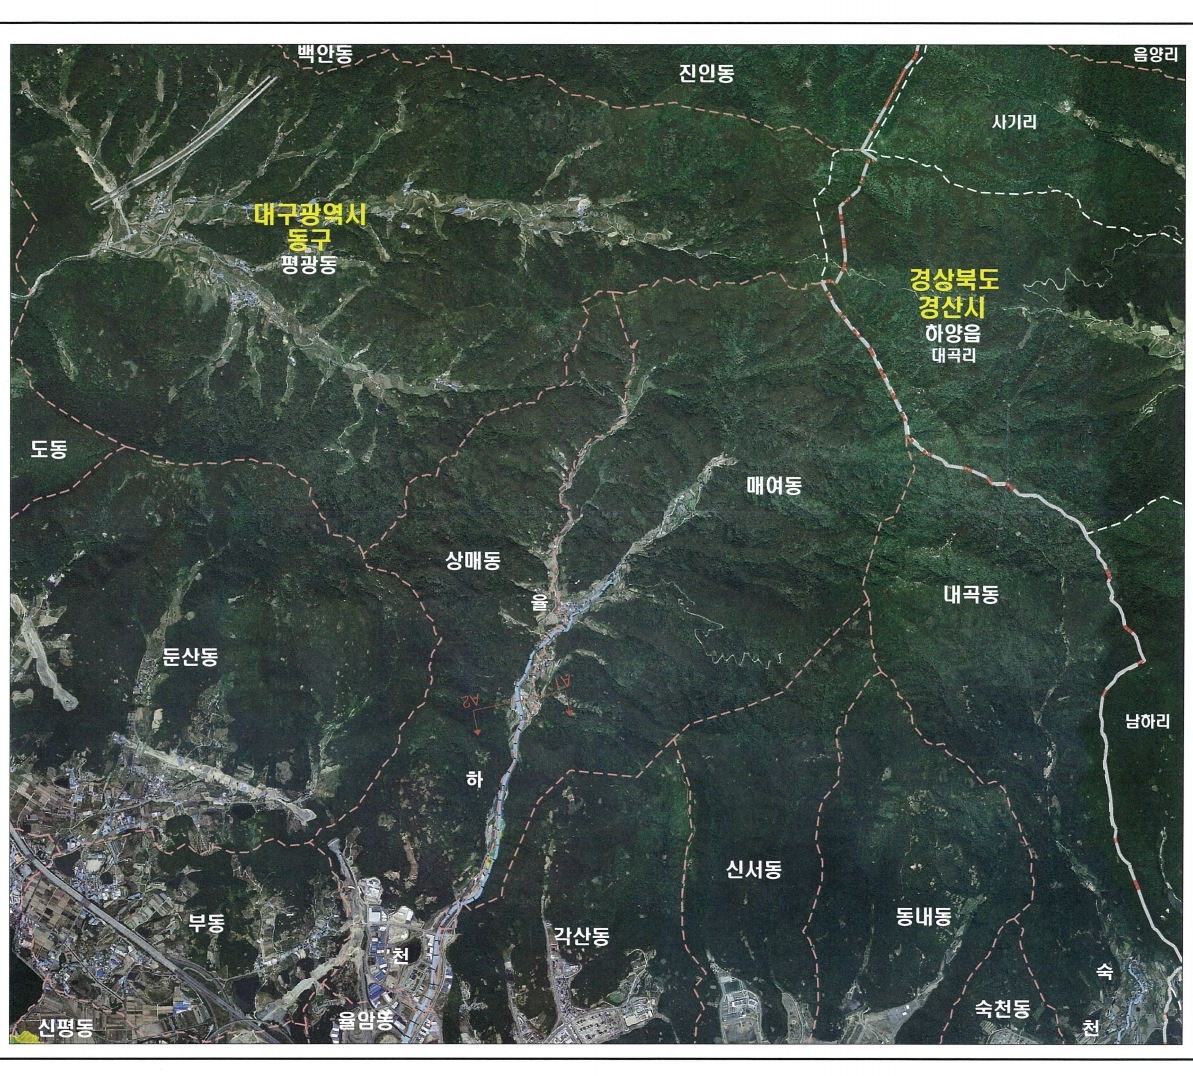 백안동
진인동
음양리
사기리
대구광역시
동구
평광동
경상북도
경산시
하양읍
대곡리
도동
매여동
상매동
대곡동
율
둔산동
A1
A2
남하리
하
신서동
부동
각산동
동내동
천
숙
숙천동
율암동
신평동
천